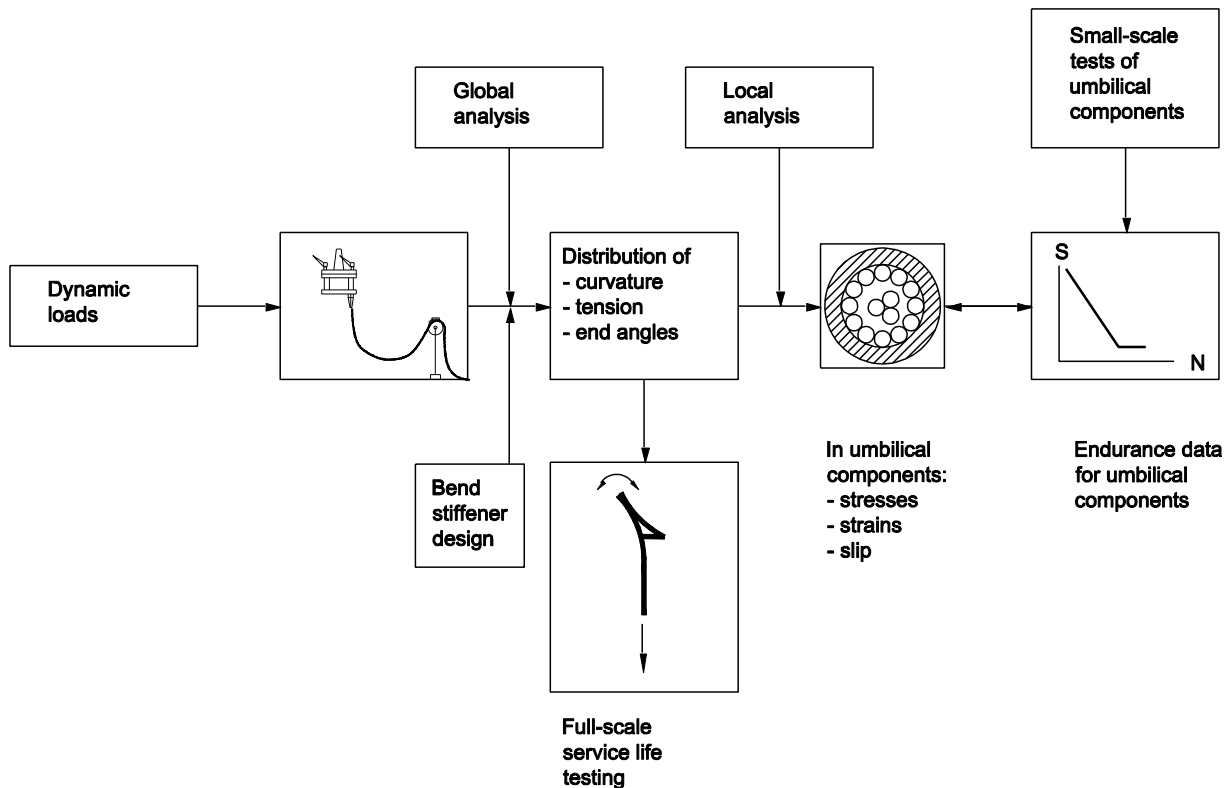 Small-scale
tests of
umbilical
components
Global
analysis
Local
analysis
Dynamic
loads
Distribution of
- curvature
- tension
- end angles
S
N
Bend
stiffener
design
In umbilical
components:
- stresses
- strains
- slip
Endurance data
for umbilical
components
Full-scale
service life
testing